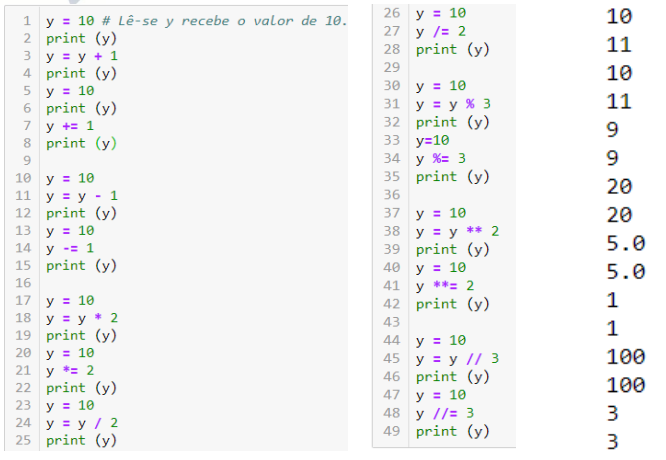 1 y = 10 # Lê-se y recebe o valor de 10.
2 print (y)
3 y = y + 1
4 print (y)
5 y = 10
6 print (y)
7 y += 1
8 print (y)
9
10 y = 10
11 y = y - 1
12 print (y)
13 y = 10
14 y -= 1
15 print (y)
16
17 y = 10
18 y = y * 2
19 print (y)
20 y = 10
21 y *= 2
22 print (y)
23 y = 10
24 y = y / 2
25 print (y)
26 y = 10
27 y /= 2
28 print (y)
29
30 y = 10
31 y = y % 3
32 print (y)
33 y=10
34 y %= 3
35 print (y)
36
37 y = 10
38 y = y ** 2
39 print (y)
40 y = 10
41 y **= 2
42 print (y)
43
44 y = 10
45 y = y // 3
46 print (y)
47 y = 10
48 y //= 3
49 print (y)
10
11
10
11
9
9
20
20
5.0
5.0
1
1
100
100
3
3